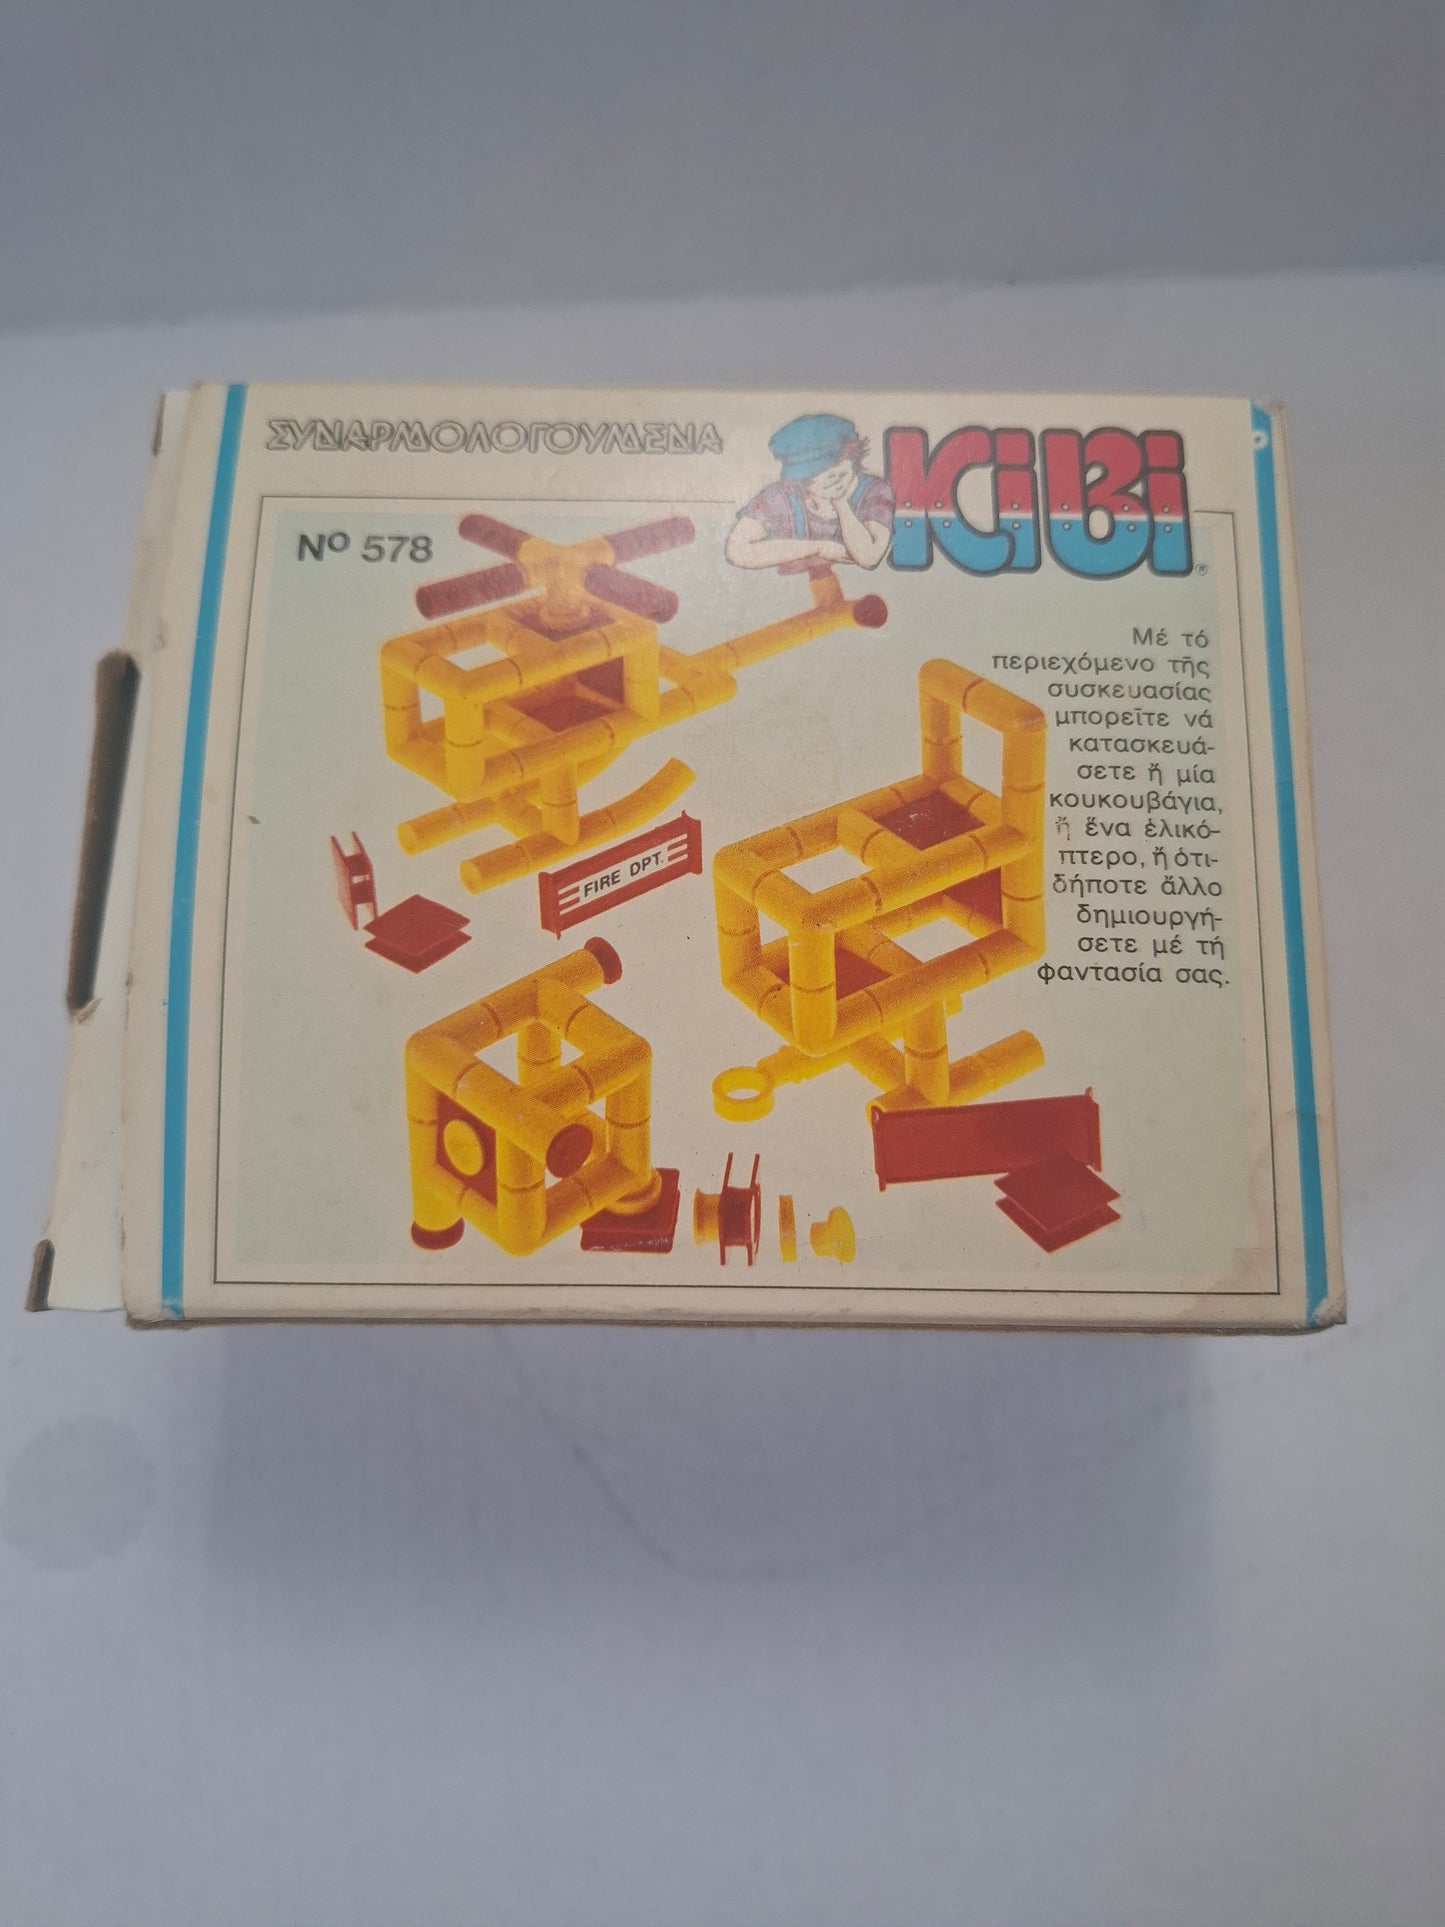 ΣΥΝΑΡΜΟΛΟΓΟΥΜΕΝΑ
KiBi®
Νº 578
Μέ τό
περιεχόμενο τῆς
συσκευασίας
μπορεῖτε νά
κατασκευά-
σετε ἤ μία
κουκουβάγια,
ἤ ἕνα ἑλικό-
πτερο, ἤ ὁτι-
δήποτε ἄλλο
δημιουργή-
σετε μέ τή
φαντασία σας.
FIRE DPT.